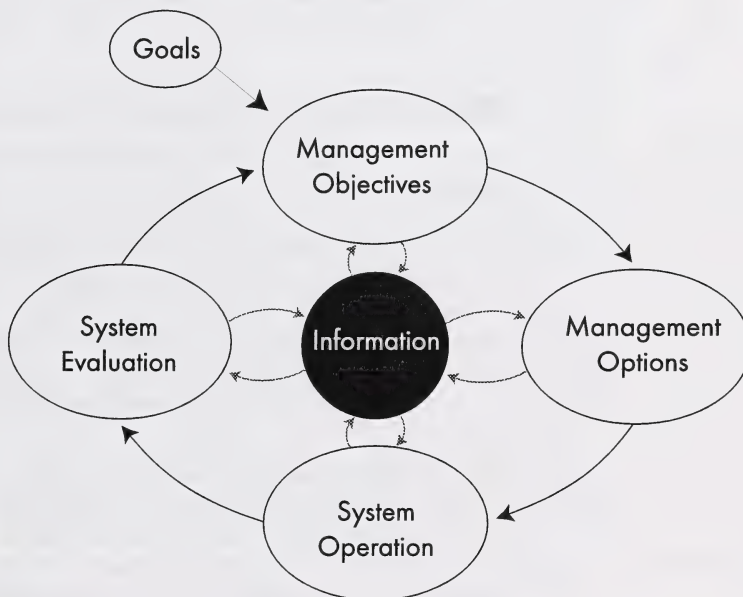 Goals
Management
Objectives
System
Evaluation
Information
Management
Options
System
Operation